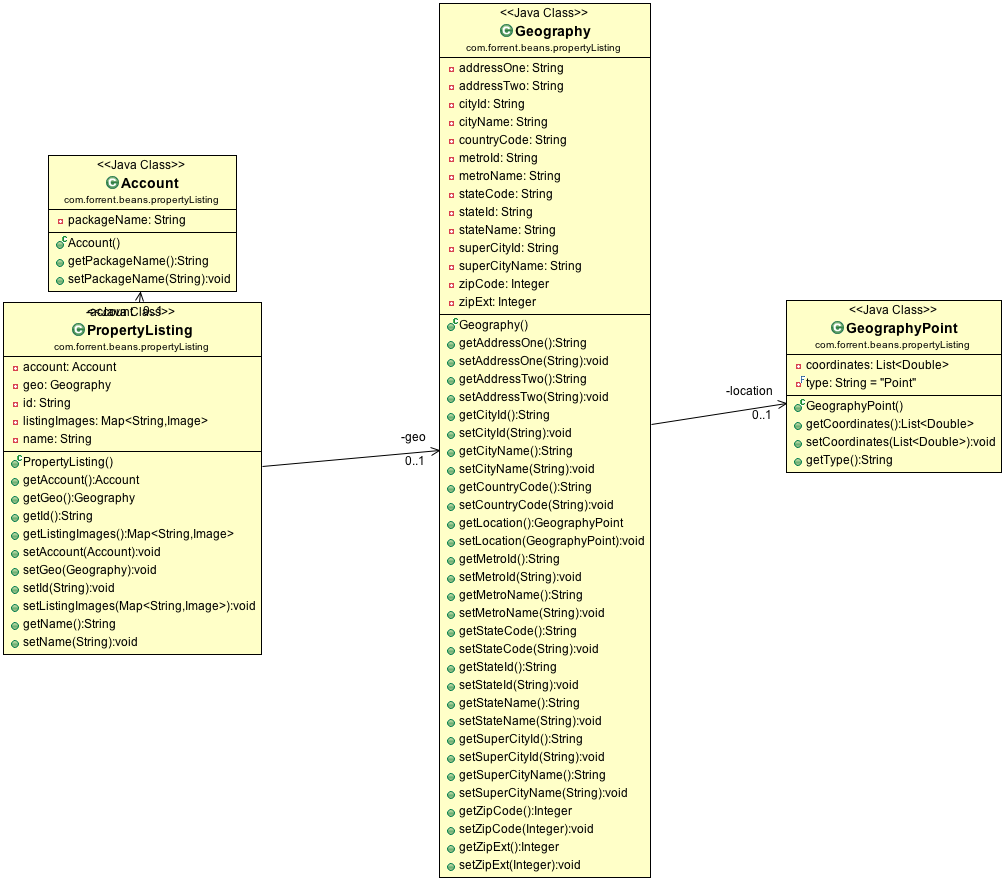 <<Java Class>>
Account
com.forrent.beans.propertyListing
packageName: String
Account()
getPackageName():String
setPackageName(String):void
-account
0..1
<<Java Class>>
PropertyListing
com.forrent.beans.propertyListing
account: Account
geo: Geography
id: String
listingImages: Map<String,Image>
name: String
PropertyListing()
getAccount():Account
getGeo():Geography
getId():String
getListingImages():Map<String,Image>
setAccount(Account):void
setGeo(Geography):void
setId(String):void
setListingImages(Map<String,Image>):void
getName():String
setName(String):void
-geo
0..1
<<Java Class>>
Geography
com.forrent.beans.propertyListing
addressOne: String
addressTwo: String
cityId: String
cityName: String
countryCode: String
metroId: String
metroName: String
stateCode: String
stateId: String
stateName: String
superCityId: String
superCityName: String
zipCode: Integer
zipExt: Integer
Geography()
getAddressOne():String
setAddressOne(String):void
getAddressTwo():String
setAddressTwo(String):void
getCityId():String
setCityId(String):void
getCityName():String
setCityName(String):void
getCountryCode():String
setCountryCode(String):void
getLocation():GeographyPoint
setLocation(GeographyPoint):void
getMetroId():String
setMetroId(String):void
getMetroName():String
setMetroName(String):void
getStateCode():String
setStateCode(String):void
getStateId():String
setStateId(String):void
getStateName():String
setStateName(String):void
getSuperCityId():String
setSuperCityId(String):void
getSuperCityName():String
setSuperCityName(String):void
getZipCode():Integer
setZipCode(Integer):void
getZipExt():Integer
setZipExt(Integer):void
-location
0..1
<<Java Class>>
GeographyPoint
com.forrent.beans.propertyListing
coordinates: List<Double>
type: String = "Point"
GeographyPoint()
getCoordinates():List<Double>
setCoordinates(List<Double>):void
getType():String